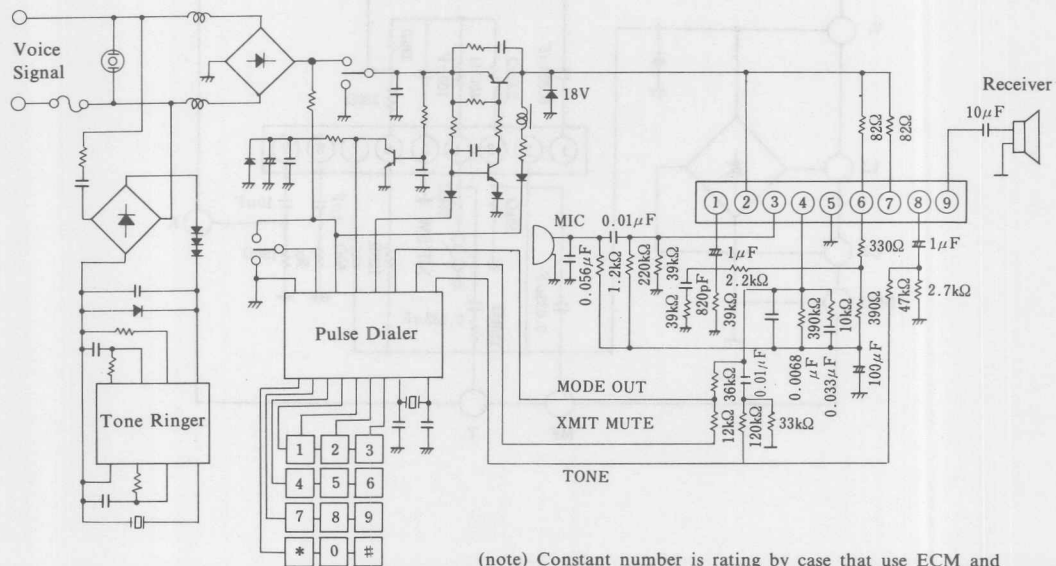 Voice
Signal
18V
Receiver
10μF
82Ω
82Ω
① ② ③ ④ ⑤ ⑥ ⑦ ⑧ ⑨
MIC
0.01μF
0.056μF
1.2kΩ
220kΩ
39kΩ
39kΩ
820pF
1μF
39kΩ
2.2kΩ
330Ω
1μF
390kΩ
10kΩ
390Ω
47kΩ
2.7kΩ
0.0068
μF
0.033μF
100μF
Pulse Dialer
MODE OUT
XMIT MUTE
TONE
36kΩ
0.01μF
12kΩ
120kΩ
33kΩ
Tone Ringer
1 2 3
4 5 6
7 8 9
* 0 #
(note) Constant number is rating by case that use ECM and